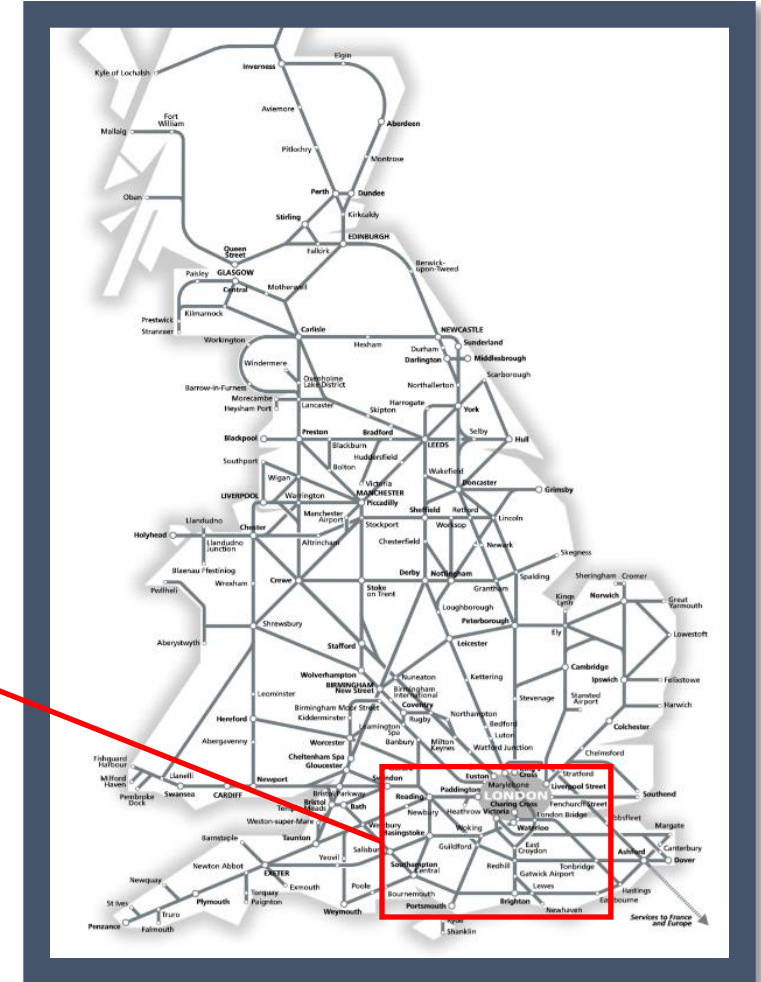 Elgin
Inverness
Kyle of Lochalsh
Aviemore
Fort
William
Aberdeen
Mallaig
Pitlochry
Montrose
Perth
Dundee
Oban
Stirling
Kirkcaldy
EDINBURGH
Queen
Street
Falkirk
Berwick-
upon-Tweed
Paisley
GLASGOW
Central
Motherwell
Prestwick
Kilmarnock
Stranraer
Carlisle
NEWCASTLE
Workington
Hexham
Sunderland
Durham
Darlington
Middlesbrough
Windermere
Scarborough
Oxenholme
Lake District
Barrow-in-Furness
Northallerton
Morecambe
Heysham Port
Lancaster
Harrogate
York
Skipton
Blackpool
Preston
Bradford
Selby
Hull
Blackburn
LEEDS
Huddersfield
Southport
Bolton
Wakefield
Wigan
Victoria
Doncaster
LIVERPOOL
Warrington
MANCHESTER
Piccadilly
Grimsby
Manchester
Airport
Sheffield
Retford
Llandudno
Chester
Stockport
Worksop
Lincoln
Holyhead
Llandudno
Junction
Altrincham
Chesterfield
Newark
Skegness
Blaenau Ffestiniog
Wrexham
Crewe
Stoke
on Trent
Derby
Nottingham
Grantham
Spalding
Sheringham
Cromer
Pwllheli
Kings
Lynn
Norwich
Great
Yarmouth
Loughborough
Peterborough
Shrewsbury
Ely
Lowestoft
Aberystwyth
Stafford
Leicester
Wolverhampton
Cambridge
BIRMINGHAM
New Street
Nuneaton
Kettering
Ipswich
Felixstowe
Birmingham
International
Leominster
Stevenage
Stansted
Airport
Harwich
Birmingham Moor Street
Coventry
Kidderminster
Rugby
Northampton
Hereford
Leamington
Spa
Bedford
Colchester
Abergavenny
Worcester
Banbury
Milton
Keynes
Luton
Watford Junction
Chelmsford
Cheltenham Spa
Gloucester
Fishguard
Harbour
Milford
Haven
Llanelli
Euston
Cross
Stratford
Pembroke
Dock
Swansea
CARDIFF
Newport
Parkway
Swindon
Reading
Paddington
Marylebone
Liverpool Street
LONDON
Southend
Bristol
Meads
Bath
Newbury
Heathrow
Victoria
Charing Cross
Fenchurch Street
London Bridge
Weston-super-Mare
Basingstoke
Woking
Waterloo
Margate
Barnstaple
Taunton
Yeovil
Salisbury
Guildford
East
Croydon
Canterbury
Newton Abbot
EXETER
Southampton
Central
Redhill
Tonbridge
Ashford
Dover
Newquay
Exmouth
Poole
Gatwick Airport
St Ives
Plymouth
Torquay
Paignton
Bournemouth
Lewes
Hastings
Eastbourne
Truro
Weymouth
Portsmouth
Brighton
Newhaven
Penzance
Falmouth
Ryde
Shanklin
Services to France
and Europe